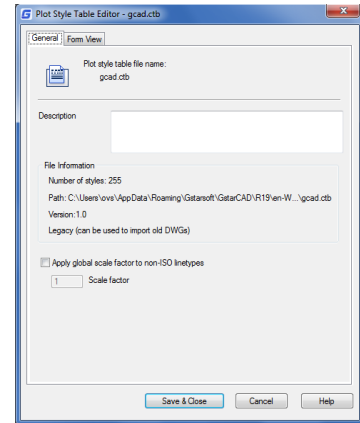 Plot Style Table Editor - gcad.ctb
General Form View
Plot style table file name:
gcad.ctb
Description
File Information
Number of styles: 255
Path: C:\Users\ovs\AppData\Roaming\Gstarsoft\GstarCAD\R19\en-W...\gcad.ctb
Version:1.0
Legacy (can be used to import old DWGs)
Apply global scale factor to non-ISO linetypes
1 Scale factor
Save & Close Cancel Help